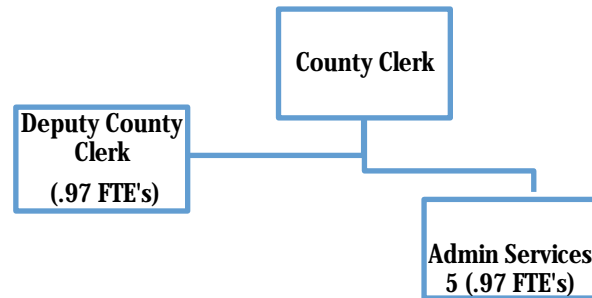 County Clerk
Deputy County
Clerk
(.97 FTE's)
Admin Services
5 (.97 FTE's)